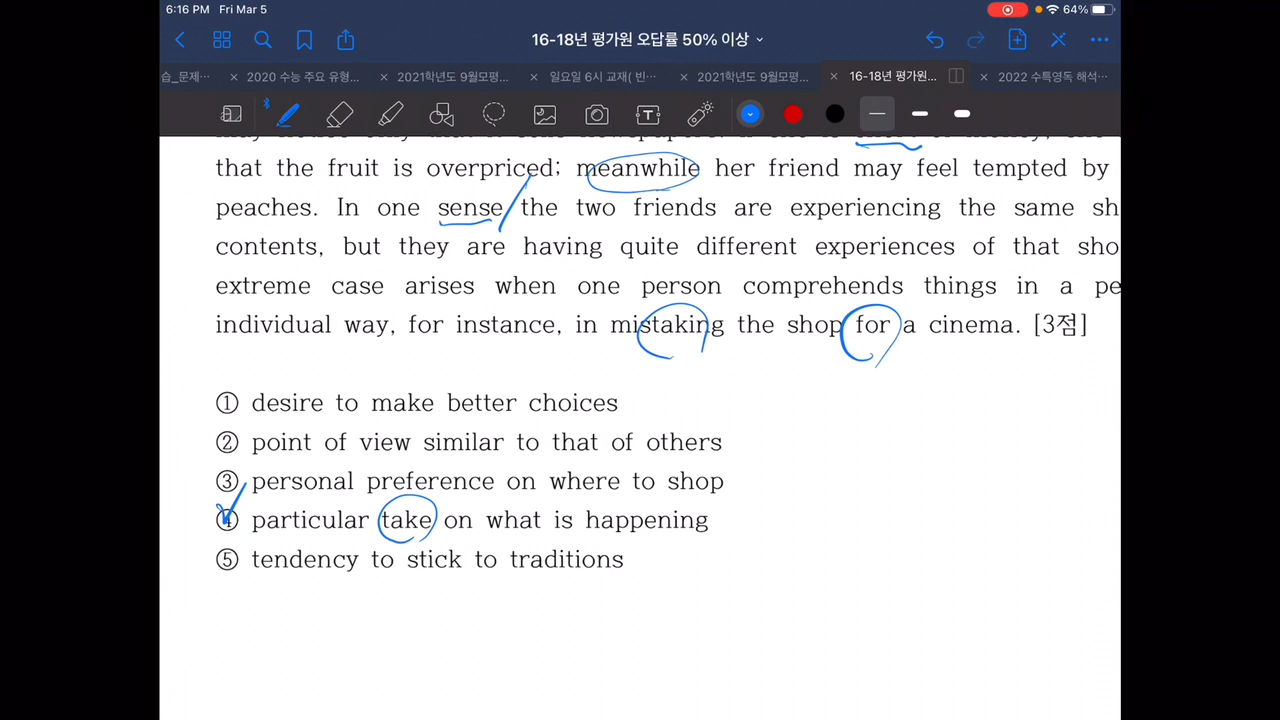 6:16 PM Fri Mar 5 64%
16-18년 평가원 오답률 50% 이상
습_문제… × 2020 수능 주요 유형… × 2021학년도 9월모평… × 일요일 6시 교재( 빈… × 2021학년도 9월모평… × 16-18년 평가원… × 2022 수특영독 해석…
that the fruit is overpriced; meanwhile her friend may feel tempted by
peaches. In one sense the two friends are experiencing the same sh
contents, but they are having quite different experiences of that sho
extreme case arises when one person comprehends things in a pe
individual way, for instance, in mistaking the shop for a cinema. [3점]
① desire to make better choices
② point of view similar to that of others
③ personal preference on where to shop
④ particular take on what is happening
⑤ tendency to stick to traditions